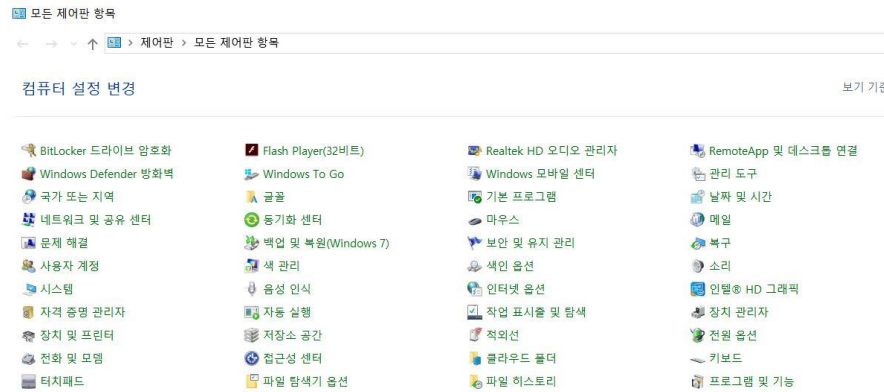 모든 제어판 항목
제어판 > 모든 제어판 항목
컴퓨터 설정 변경
보기 기준
BitLocker 드라이브 암호화 Flash Player(32비트) Realtek HD 오디오 관리자 RemoteApp 및 데스크톱 연결
Windows Defender 방화벽 Windows To Go Windows 모바일 센터 관리 도구
국가 또는 지역 글꼴 기본 프로그램 날짜 및 시간
네트워크 및 공유 센터 동기화 센터 마우스 메일
문제 해결 백업 및 복원(Windows 7) 보안 및 유지 관리 복구
사용자 계정 색 관리 색인 옵션 소리
시스템 음성 인식 인터넷 옵션 인텔® HD 그래픽
자격 증명 관리자 자동 실행 작업 표시줄 및 탐색 장치 관리자
장치 및 프린터 저장소 공간 적외선 전원 옵션
전화 및 모뎀 접근성 센터 클라우드 폴더 키보드
터치패드 파일 탐색기 옵션 파일 히스토리 프로그램 및 기능